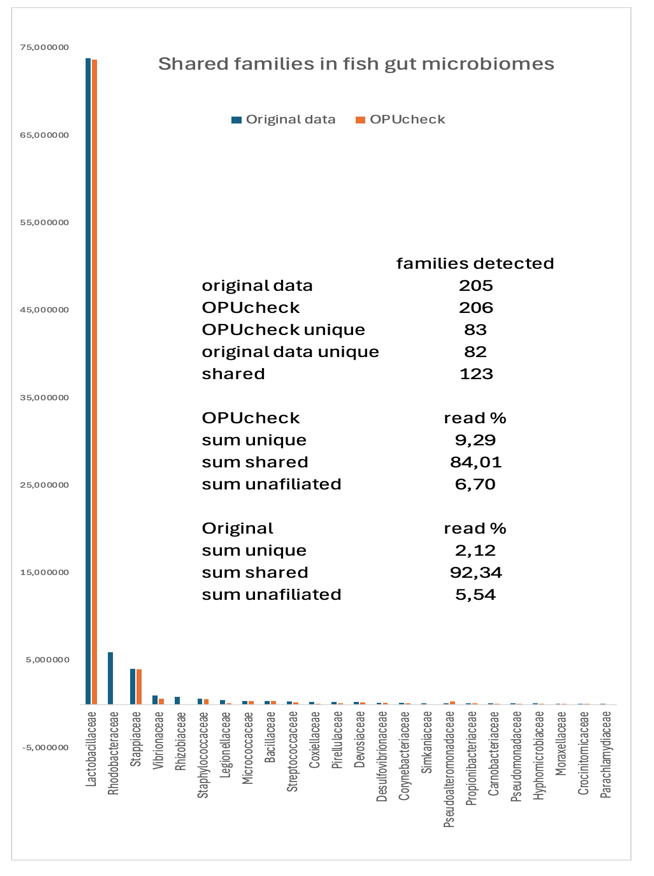 75,000000
Shared families in fish gut microbiomes
Original data OPUcheck
65,000000
55,000000
families detected
original data 205
45,000000
OPUcheck 206
OPUcheck unique 83
original data unique 82
shared 123
35,000000
OPUcheck read %
sum unique 9,29
sum shared 84,01
sum unafiliated 6,70
25,000000
Original read %
sum unique 2,12
15,000000
sum shared 92,34
sum unafiliated 5,54
5,000000
-5,000000
Lactobacillaceae
Rhodobacteraceae
Stappiaceae
Vibrionaceae
Rhizobiaceae
Staphylococcaceae
Legionellaceae
Micrococcaceae
Bacillaceae
Streptococcaceae
Coxiellaceae
Pirellulaceae
Devosiaceae
Desulfovibrionaceae
Corynebacteriaceae
Simkaniaceae
Pseudoalteromonadaceae
Propionibacteriaceae
Carnobacteriaceae
Pseudomonadaceae
Hyphomicrobiaceae
Moraxellaceae
Crocinitomicaceae
Parachlamydiaceae